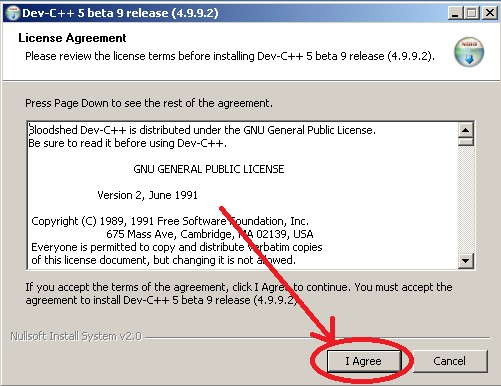 Dev-C++ 5 beta 9 release (4.9.9.2)
License Agreement
Please review the license terms before installing Dev-C++ 5 beta 9 release (4.9.9.2).
Press Page Down to see the rest of the agreement.
Bloodshed Dev-C++ is distributed under the GNU General Public License.
Be sure to read it before using Dev-C++.
GNU GENERAL PUBLIC LICENSE
Version 2, June 1991
Copyright (C) 1989, 1991 Free Software Foundation, Inc.
675 Mass Ave, Cambridge, MA 02139, USA
Everyone is permitted to copy and distribute verbatim copies
of this license document, but changing it is not allowed.
If you accept the terms of the agreement, click I Agree to continue. You must accept the
agreement to install Dev-C++ 5 beta 9 release (4.9.9.2).
Nullsoft Install System v2.0
I Agree
Cancel